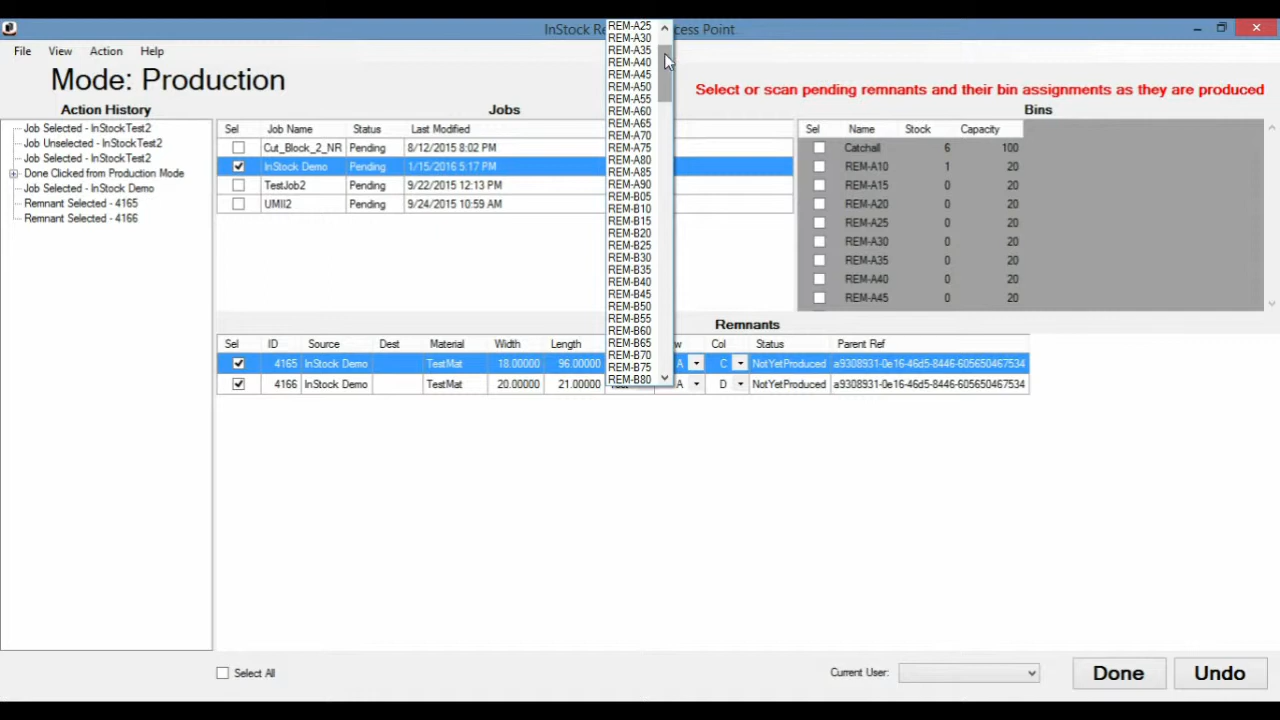 InStock Re
cess Point
File View Action Help
Mode: Production
Select or scan pending remnants and their bin assignments as they are produced
Action History
Job Selected - InStockTest2
Job Unselected - InStockTest2
Job Selected - InStockTest2
Done Clicked from Production Mode
Job Selected - InStock Demo
Remnant Selected - 4165
Remnant Selected - 4166
Jobs
Sel Job Name Status Last Modified
Cut_Block_2_NR Pending 8/12/2015 8:02 PM
InStock Demo Pending 1/15/2016 5:17 PM
TestJob2 Pending 9/22/2015 12:13 PM
UMII2 Pending 9/24/2015 10:59 AM
REM-A25
REM-A30
REM-A35
REM-A40
REM-A45
REM-A50
REM-A55
REM-A60
REM-A65
REM-A70
REM-A75
REM-A80
REM-A85
REM-A90
REM-B05
REM-B10
REM-B15
REM-B20
REM-B25
REM-B30
REM-B35
REM-B40
REM-B45
REM-B50
REM-B55
REM-B60
REM-B65
REM-B70
REM-B75
REM-B80
Bins
Sel Name Stock Capacity
Catchall 6 100
REM-A10 1 20
REM-A15 0 20
REM-A20 0 20
REM-A25 0 20
REM-A30 0 20
REM-A35 0 20
REM-A40 0 20
REM-A45 0 20
Remnants
Sel ID Source Dest Material Width Length w Col Status Parent Ref
4165 InStock Demo TestMat 18.00000 96.00000 A C NotYetProduced a9308931-0e16-46d5-8446-605650467534
4166 InStock Demo TestMat 20.00000 21.00000 A D NotYetProduced a9308931-0e16-46d5-8446-605650467534
Select All
Current User:
Done
Undo